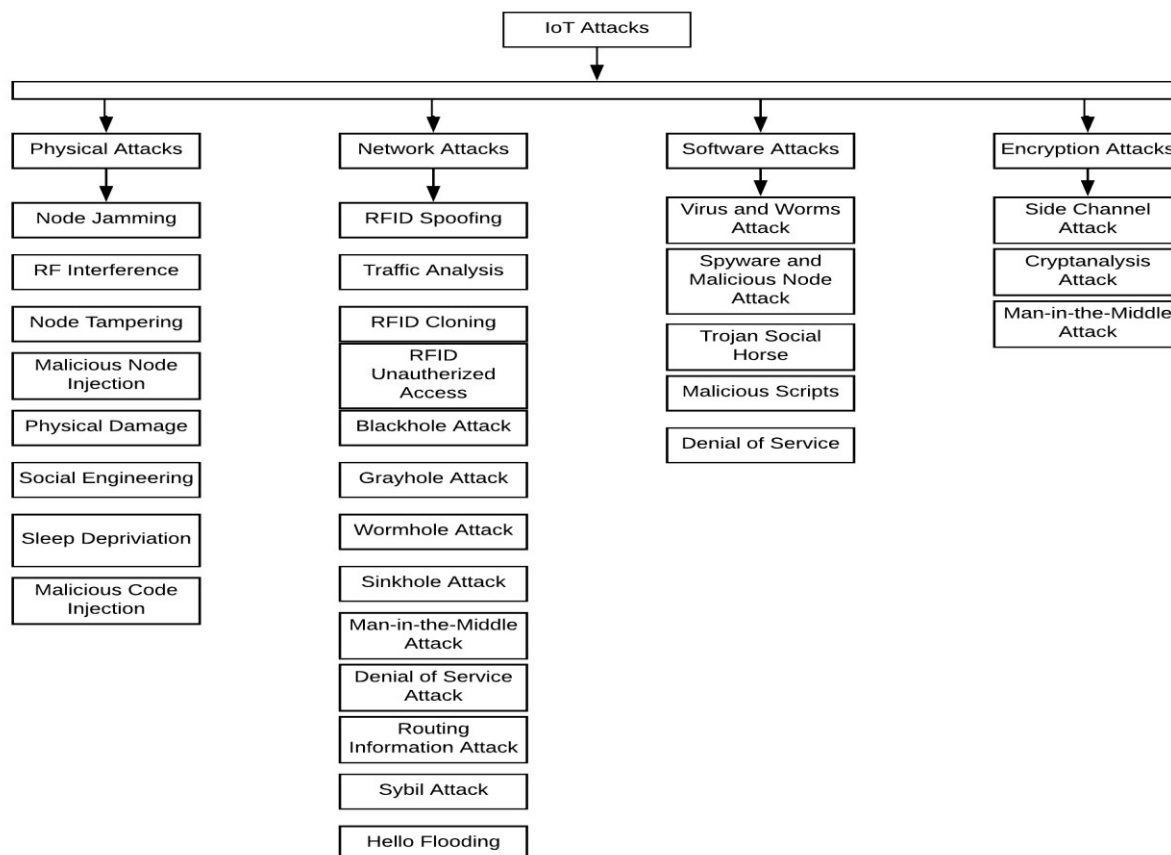 IoT Attacks
Physical Attacks
Network Attacks
Software Attacks
Encryption Attacks
Node Jamming
RF Interference
Node Tampering
Malicious Node
Injection
Physical Damage
Social Engineering
Sleep Depriviation
Malicious Code
Injection
RFID Spoofing
Traffic Analysis
RFID Cloning
RFID
Unautherized
Access
Blackhole Attack
Grayhole Attack
Wormhole Attack
Sinkhole Attack
Man-in-the-Middle
Attack
Denial of Service
Attack
Routing
Information Attack
Sybil Attack
Hello Flooding
Virus and Worms
Attack
Spyware and
Malicious Node
Attack
Trojan Social
Horse
Malicious Scripts
Denial of Service
Side Channel
Attack
Cryptanalysis
Attack
Man-in-the-Middle
Attack